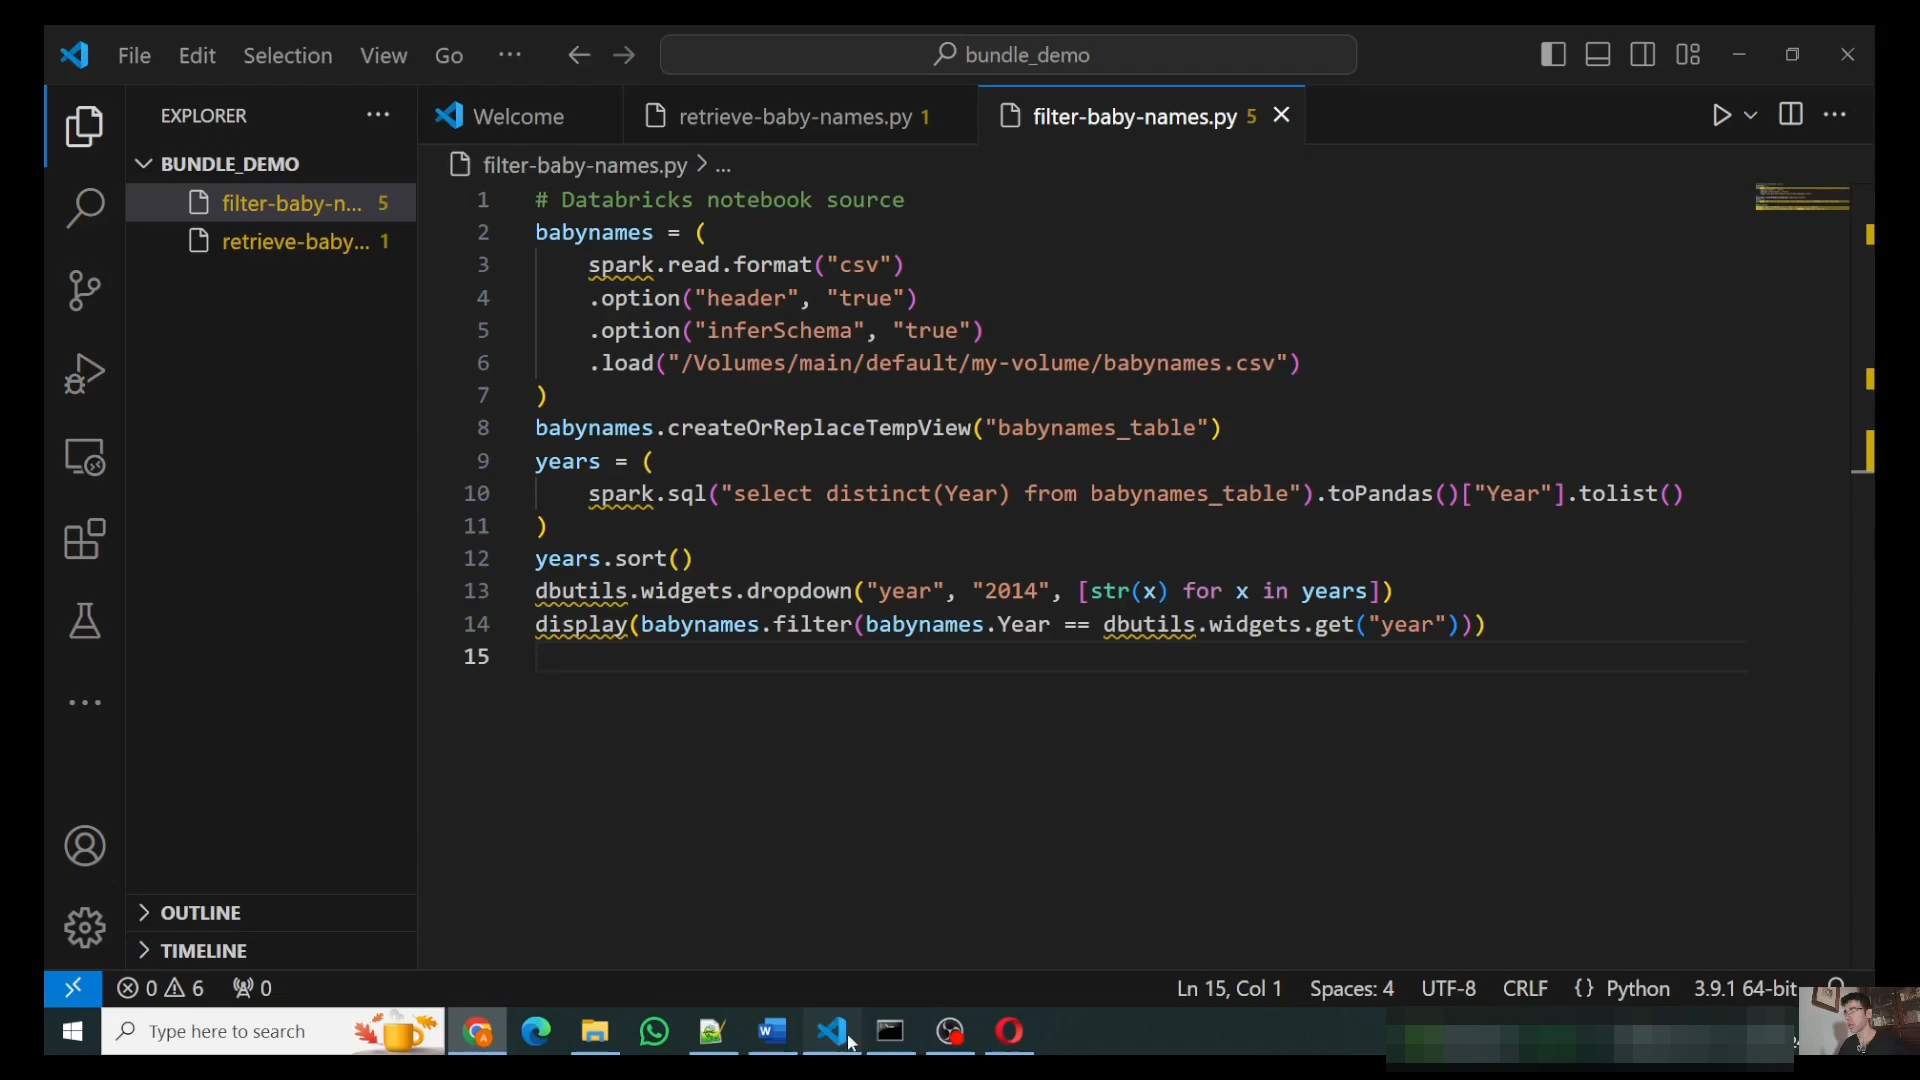 File Edit Selection View Go ···
bundle_demo
EXPLORER ···
Welcome
retrieve-baby-names.py 1
filter-baby-names.py 5
BUNDLE_DEMO
filter-baby-n... 5
retrieve-baby... 1
filter-baby-names.py > ...
1 # Databricks notebook source
2 babynames = (
3 spark.read.format("csv")
4 .option("header", "true")
5 .option("inferSchema", "true")
6 .load("/Volumes/main/default/my-volume/babynames.csv")
7 )
8 babynames.createOrReplaceTempView("babynames_table")
9 years = (
10 spark.sql("select distinct(Year) from babynames_table").toPandas()["Year"].tolist()
11 )
12 years.sort()
13 dbutils.widgets.dropdown("year", "2014", [str(x) for x in years])
14 display(babynames.filter(babynames.Year == dbutils.widgets.get("year")))
15
OUTLINE
TIMELINE
0 6 0
Ln 15, Col 1 Spaces: 4 UTF-8 CRLF {} Python 3.9.1 64-bit
Type here to search